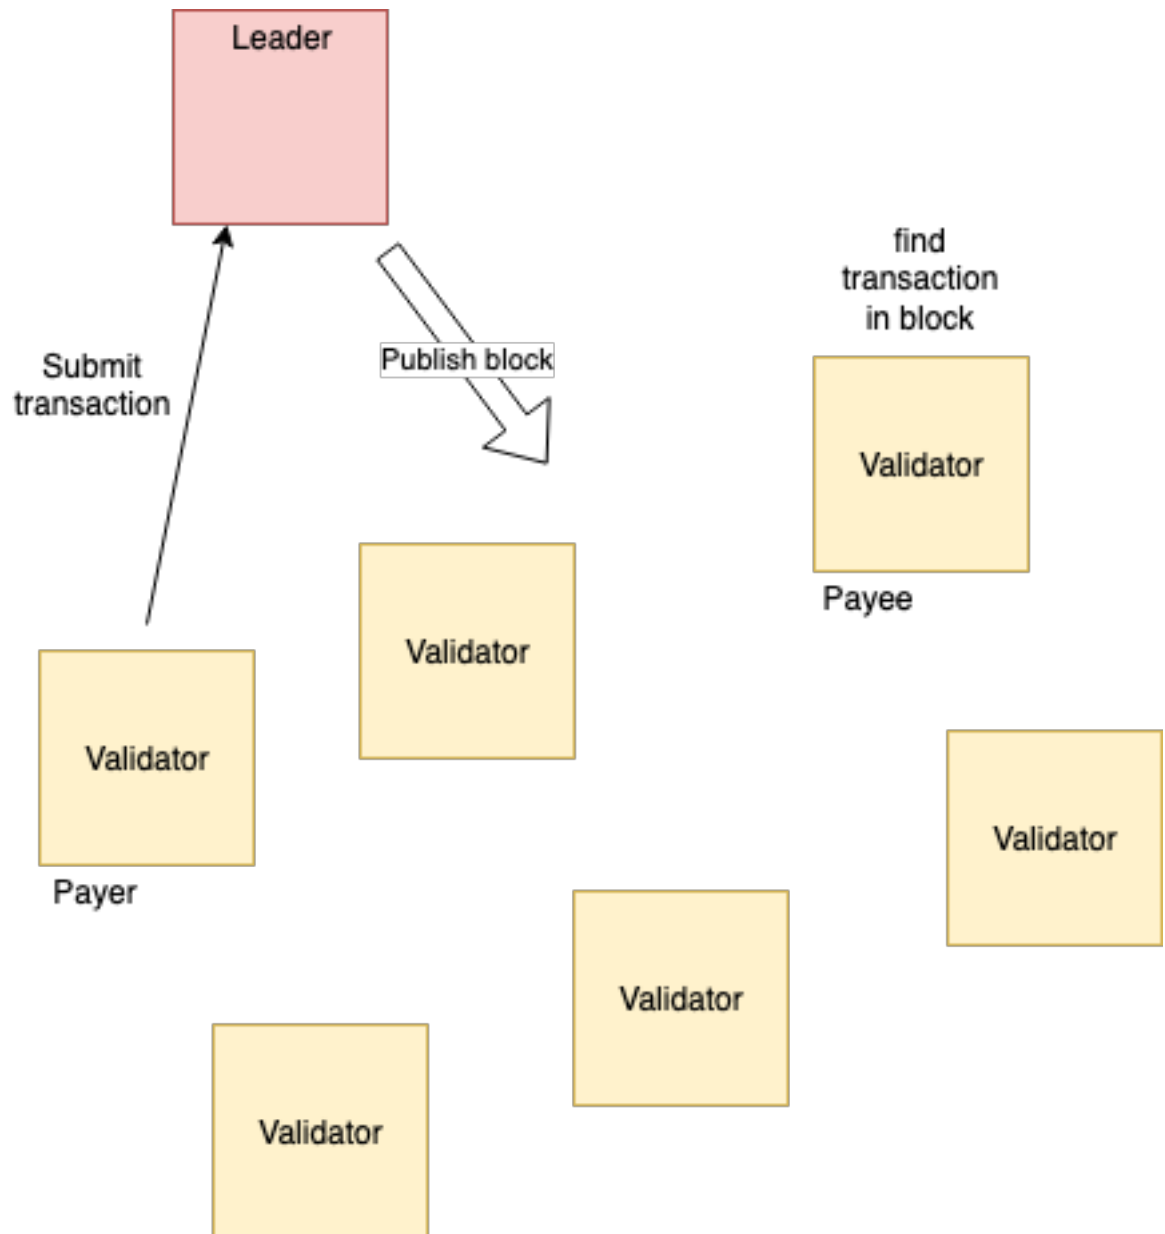 Leader
find
transaction
in block
Submit
transaction
Publish block
Validator
Payee
Validator
Validator
Payer
Validator
Validator
Validator